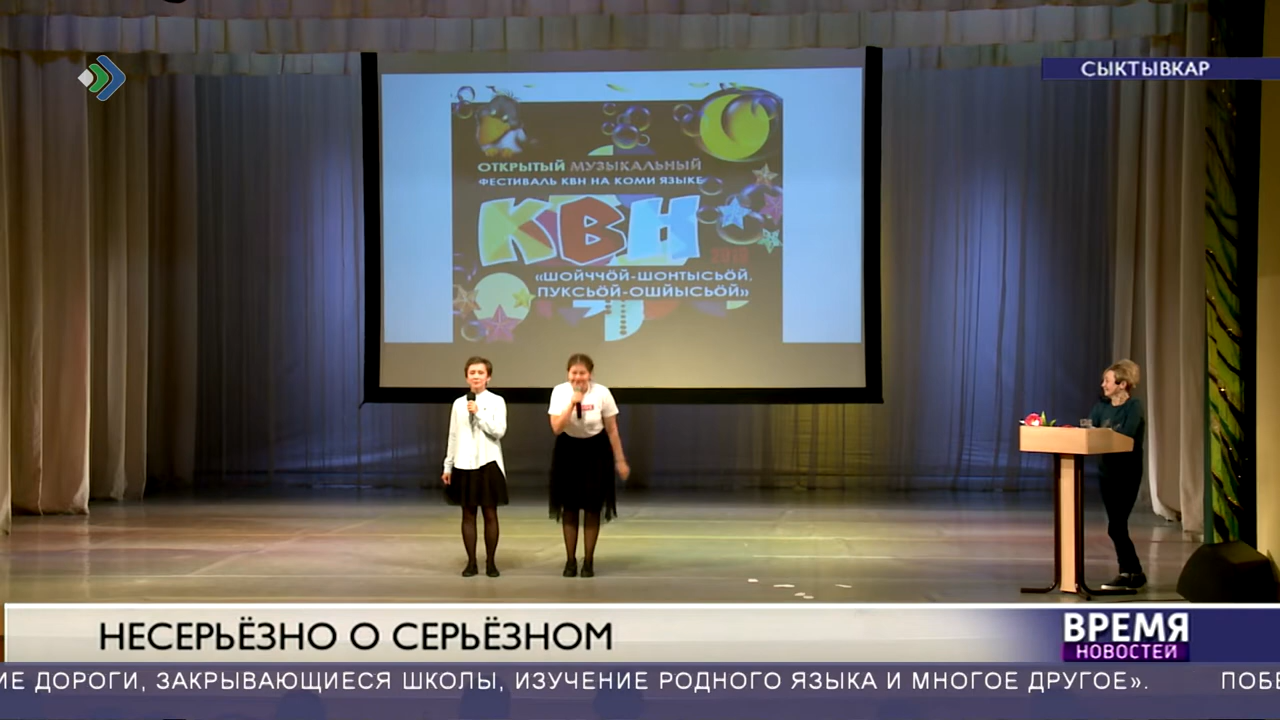 СЫКТЫВКАР
ОТКРЫТЫЙ МУЗЫКАЛЬНЫЙ
ФЕСТИВАЛЬ КВН НА КОМИ ЯЗЫКЕ
КВН
«ШОЙЧЧӦЙ-ШОНТЫСЬӦЙ,
ПУКСЬӦЙ-ОШЙЫСЬӦЙ»
НЕСЕРЬЁЗНО О СЕРЬЁЗНОМ
ВРЕМЯ
НОВОСТЕЙ
ИЕ ДОРОГИ, ЗАКРЫВАЮЩИЕСЯ ШКОЛЫ, ИЗУЧЕНИЕ РОДНОГО ЯЗЫКА И МНОГОЕ ДРУГОЕ». ПОБЕ